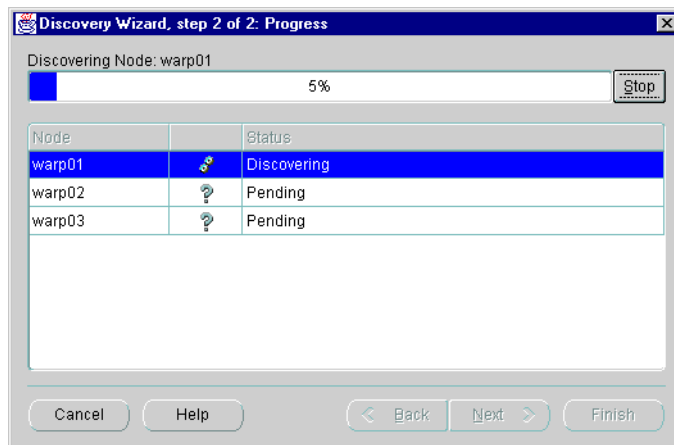 Discovery Wizard, step 2 of 2: Progress
Discovering Node: warp01
5% Stop
Node Status
warp01 Discovering
warp02 ? Pending
warp03 ? Pending
Cancel Help Back Next Finish